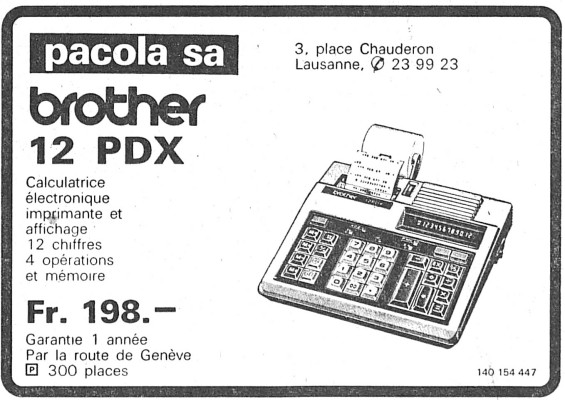 pacola sa
3, place Chauderon
Lausanne, ✆ 23 99 23
brother
12 PDX
Calculatrice
électronique
imprimante et
affichage
12 chiffres
4 opérations
et mémoire
Fr. 198.–
Garantie 1 année
Par la route de Genève
P 300 places
brother
140 154 447